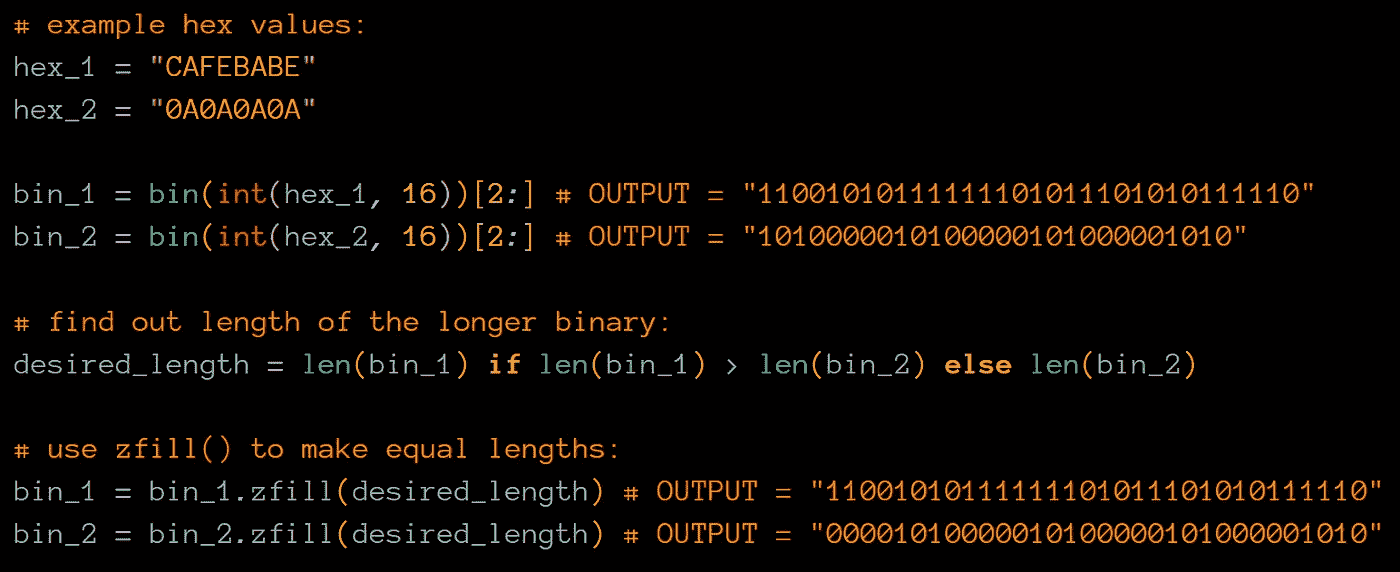 # example hex values:
hex_1 = "CAFEBABE"
hex_2 = "0A0A0A0A"
bin_1 = bin(int(hex_1, 16))[2:] # OUTPUT = "11001010111111101011101010111110"
bin_2 = bin(int(hex_2, 16))[2:] # OUTPUT = "1010000010100000101000001010"
# find out length of the longer binary:
desired_length = len(bin_1) if len(bin_1) > len(bin_2) else len(bin_2)
# use zfill() to make equal lengths:
bin_1 = bin_1.zfill(desired_length) # OUTPUT = "11001010111111101011101010111110"
bin_2 = bin_2.zfill(desired_length) # OUTPUT = "00001010000010100000101000001010"